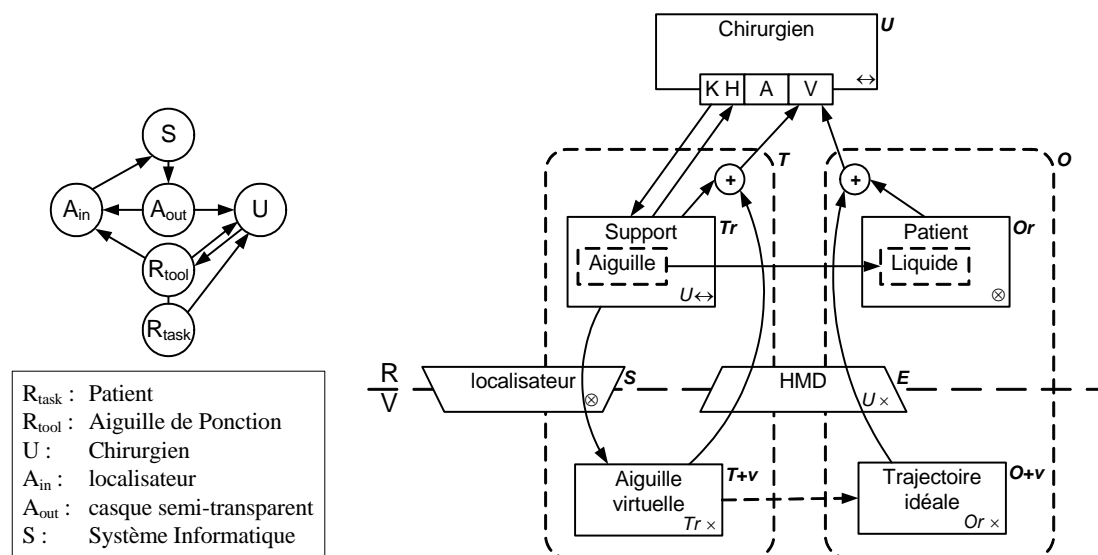 S
A_in
A_out
U
R_tool
R_task
R_task : Patient
R_tool : Aiguille de Ponction
U : Chirurgien
A_in : localisateur
A_out : casque semi-transparent
S : Système Informatique
Chirurgien U
↔
K H A V
T O
+ +
Support Tr
Aiguille
U↔
Patient Or
Liquide
⊗
R
V
localisateur S
⊗
HMD E
U×
Aiguille T+v
virtuelle
Tr×
Trajectoire O+v
idéale
Or×